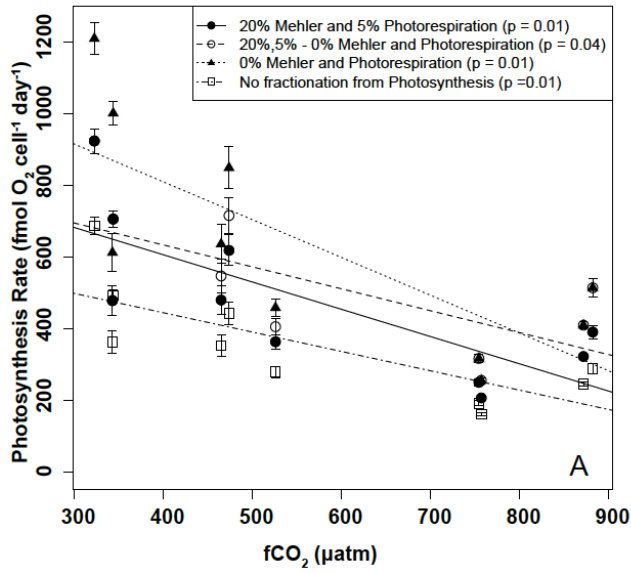 20% Mehler and 5% Photorespiration (p = 0.01)
20%,5% - 0% Mehler and Photorespiration (p = 0.04)
0% Mehler and Photorespiration (p = 0.01)
No fractionation from Photosynthesis (p =0.01)
Photosynthesis Rate (fmol O₂ cell⁻¹ day⁻¹)
1200
1000
800
600
400
200
0
A
300 400 500 600 700 800 900
fCO₂ (µatm)